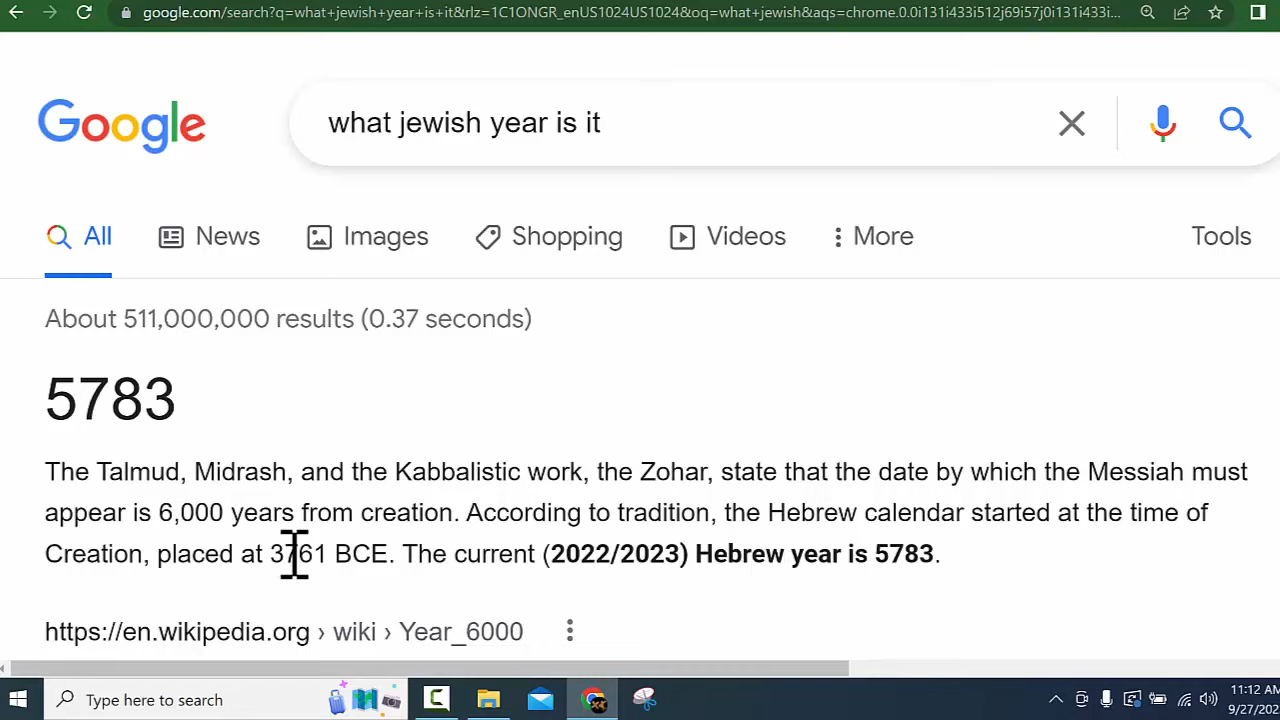 google.com/search?q=what+jewish+year+is+it&rlz=1C1ONGR_enUS1024US1024&oq=what+jewish&aqs=chrome.0.0i131i433i512j69i57j0i131i433i...
Google
what jewish year is it
All News Images Shopping Videos More Tools
About 511,000,000 results (0.37 seconds)
5783
The Talmud, Midrash, and the Kabbalistic work, the Zohar, state that the date by which the Messiah must
appear is 6,000 years from creation. According to tradition, the Hebrew calendar started at the time of
Creation, placed at 3761 BCE. The current (2022/2023) Hebrew year is 5783.
https://en.wikipedia.org › wiki › Year_6000
Type here to search
11:12 AM
9/27/202